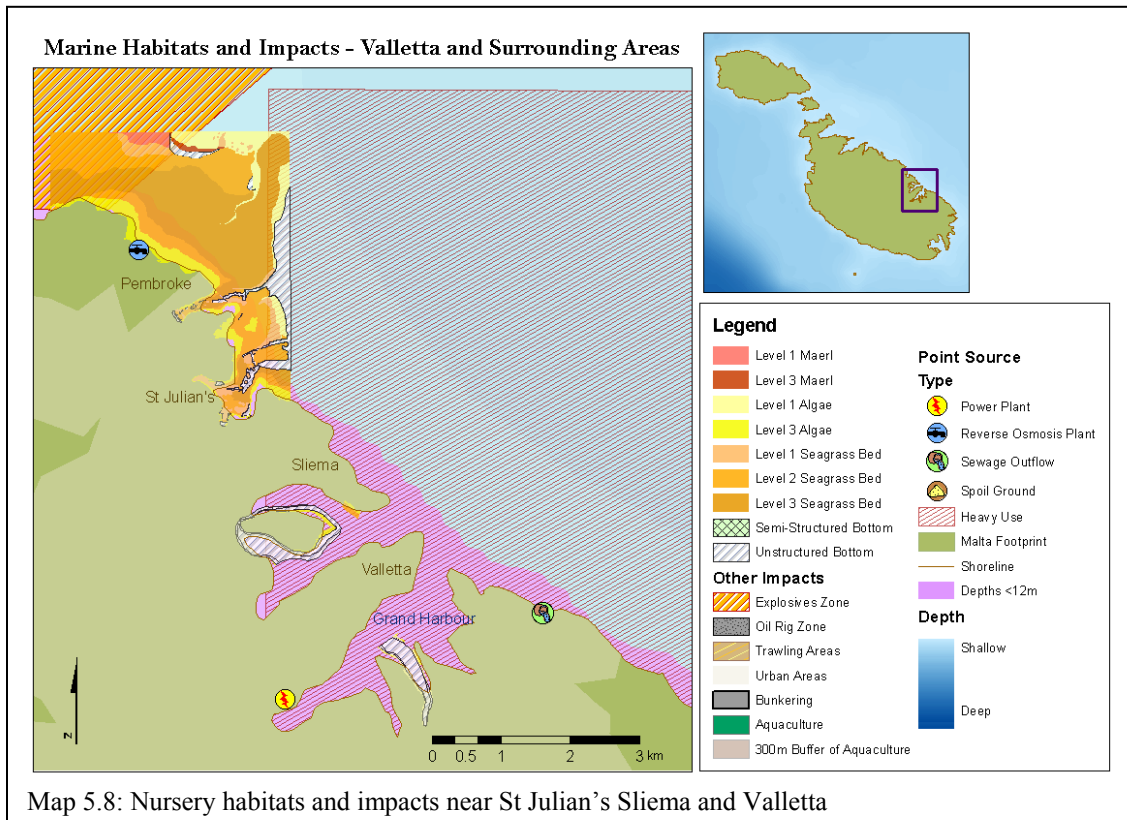 Marine Habitats and Impacts - Valletta and Surrounding Areas
Pembroke
St Julian's
Sliema
Valletta
Grand Harbour
N
0 0.5 1 2 3 km
Legend
Level 1 Maerl
Level 3 Maerl
Level 1 Algae
Level 3 Algae
Level 1 Seagrass Bed
Level 2 Seagrass Bed
Level 3 Seagrass Bed
Semi-Structured Bottom
Unstructured Bottom
Other Impacts
Explosives Zone
Oil Rig Zone
Trawling Areas
Urban Areas
Bunkering
Aquaculture
300m Buffer of Aquaculture
Point Source
Type
Power Plant
Reverse Osmosis Plant
Sewage Outflow
Spoil Ground
Heavy Use
Malta Footprint
Shoreline
Depths <12m
Depth
Shallow
Deep
Map 5.8: Nursery habitats and impacts near St Julian's Sliema and Valletta